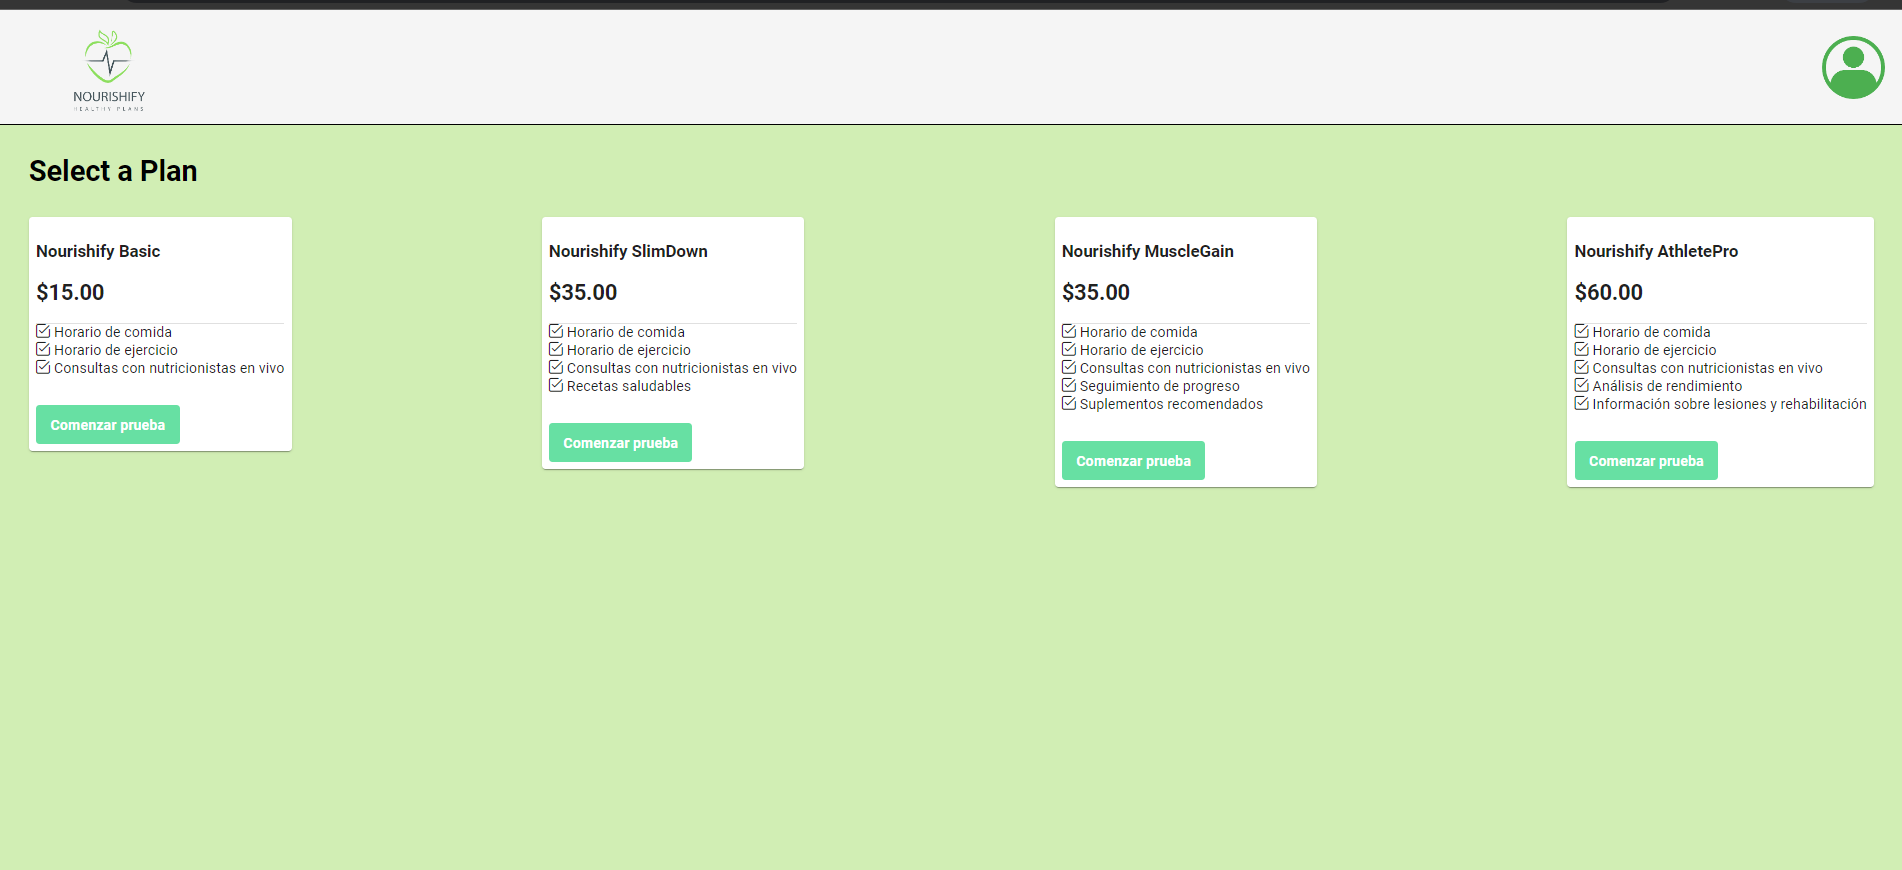 NOURISHIFY
HEALTHY PLANS
Select a Plan
Nourishify Basic
$15.00
Horario de comida
Horario de ejercicio
Consultas con nutricionistas en vivo
Comenzar prueba
Nourishify SlimDown
$35.00
Horario de comida
Horario de ejercicio
Consultas con nutricionistas en vivo
Recetas saludables
Comenzar prueba
Nourishify MuscleGain
$35.00
Horario de comida
Horario de ejercicio
Consultas con nutricionistas en vivo
Seguimiento de progreso
Suplementos recomendados
Comenzar prueba
Nourishify AthletePro
$60.00
Horario de comida
Horario de ejercicio
Consultas con nutricionistas en vivo
Análisis de rendimiento
Información sobre lesiones y rehabilitación
Comenzar prueba